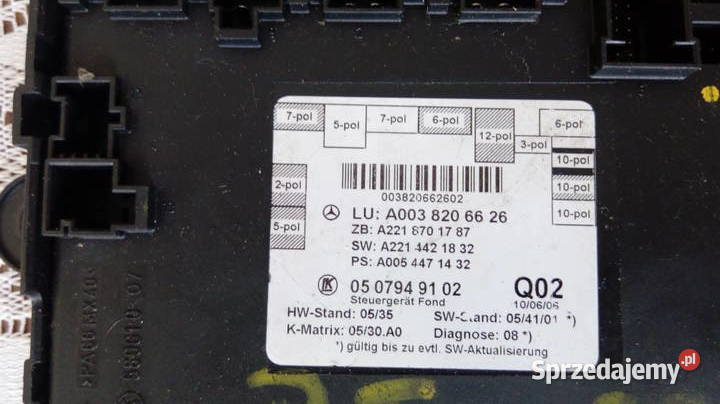 7-pol
5-pol
7-pol
6-pol
12-pol
3-pol
6-pol
10-pol
10-pol
10-pol
2-pol
5-pol
003820662602
LU: A003 820 66 26
ZB: A221 870 17 87
SW: A221 442 18 32
PS: A005 447 14 32
LK 05 0794 91 02
Steuergerät Fond
Q02
10/06/06
HW-Stand: 05/35 SW-Stand: 05/41/01 *)
K-Matrix: 05/30.A0 Diagnose: 08 *)
*) gültig bis zu evtl. SW-Aktualisierung
Sprzedajemy.pl